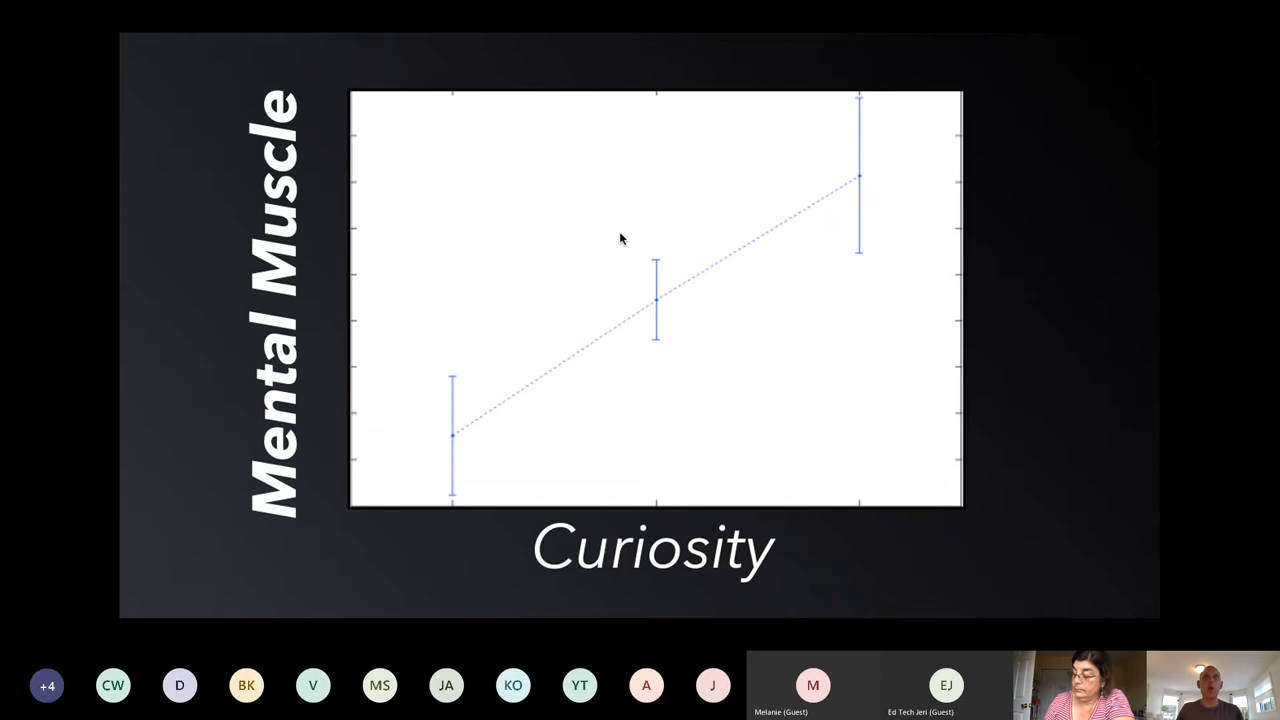 Mental Muscle
Curiosity
+4
CW
D
BK
V
MS
JA
KO
YT
A
J
M
EJ
Melanie (Guest)
Ed Tech Jeri (Guest)